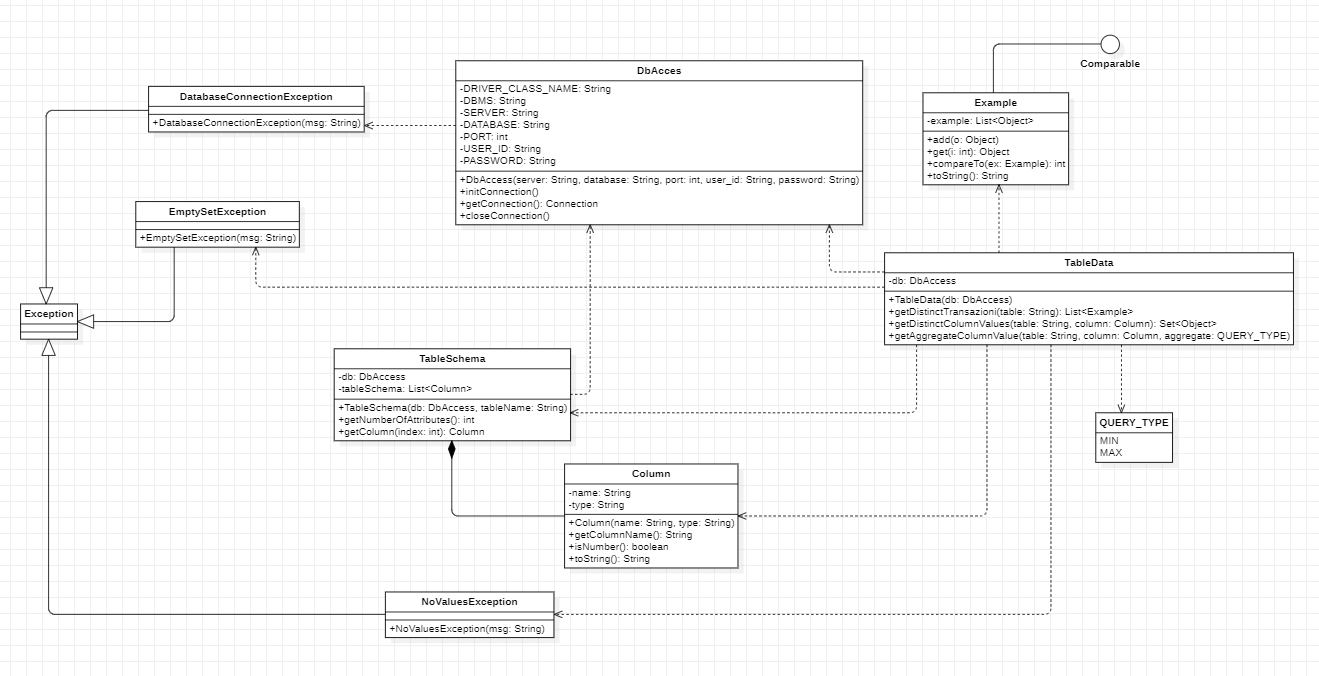 DatabaseConnectionException
+DatabaseConnectionException(msg: String)
DbAcces
-DRIVER_CLASS_NAME: String
-DBMS: String
-SERVER: String
-DATABASE: String
-PORT: int
-USER_ID: String
-PASSWORD: String
+DbAccess(server: String, database: String, port: int, user_id: String, password: String)
+initConnection()
+getConnection(): Connection
+closeConnection()
Comparable
Example
-example: List<Object>
+add(o: Object)
+get(i: int): Object
+compareTo(ex: Example): int
+toString(): String
EmptySetException
+EmptySetException(msg: String)
TableData
-db: DbAccess
+TableData(db: DbAccess)
+getDistinctTransazioni(table: String): List<Example>
+getDistinctColumnValues(table: String, column: Column): Set<Object>
+getAggregateColumnValue(table: String, column: Column, aggregate: QUERY_TYPE)
Exception
TableSchema
-db: DbAccess
-tableSchema: List<Column>
+TableSchema(db: DbAccess, tableName: String)
+getNumberOfAttributes(): int
+getColumn(index: int): Column
QUERY_TYPE
MIN
MAX
Column
-name: String
-type: String
+Column(name: String, type: String)
+getColumnName(): String
+isNumber(): boolean
+toString(): String
NoValuesException
+NoValuesException(msg: String)